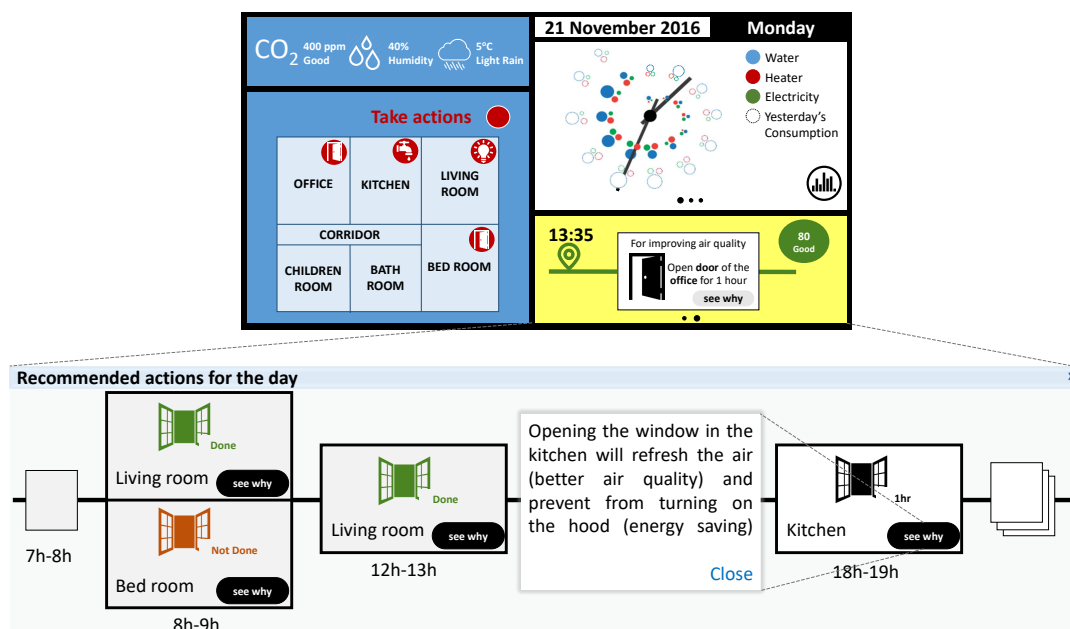 CO2
400 ppm
Good
40%
Humidity
5°C
Light Rain
21 November 2016
Monday
Water
Heater
Electricity
Yesterday's
Consumption
Take actions
OFFICE
KITCHEN
LIVING
ROOM
CORRIDOR
CHILDREN
ROOM
BATH
ROOM
BED ROOM
13:35
For improving air quality
Open door of the
office for 1 hour
see why
80
Good
Recommended actions for the day
7h-8h
Done
Living room
see why
Not Done
Bed room
see why
8h-9h
Done
Living room
see why
12h-13h
Opening the window in the
kitchen will refresh the air
(better air quality) and
prevent from turning on
the hood (energy saving)
Close
1hr
Kitchen
see why
18h-19h